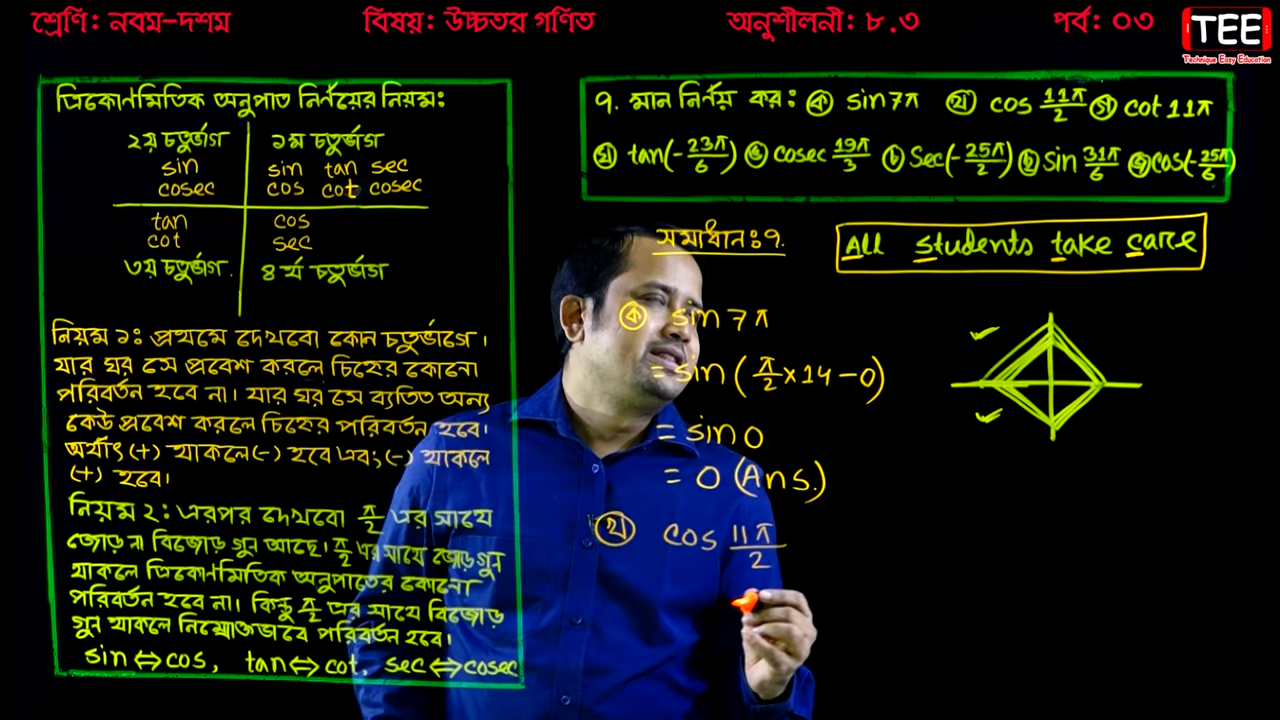 শ্রেণি: নবম-দশম বিষয়: উচ্চতর গণিত অনুশীলনী: ৮.৩ পর্ব: ০৩
TEE
Technique Easy Education
ত্রিকোণমিতিক অনুপাত নির্ণয়ের নিয়ম:
২য় চতুর্ভাগ ১ম চতুর্ভাগ
sin sin tan sec
cosec cos cot cosec
tan cos
cot sec
৩য় চতুর্ভাগ. ৪র্থ চতুর্ভাগ
নিয়ম ১: প্রথমে দেখবো কোন চতুর্ভাগে।
যার ঘর সে প্রবেশ করলে চিহ্নের কোনো
পরিবর্তন হবে না। যার ঘর সে ব্যতিত অন্য
কেউ প্রবেশ করলে চিহ্নের পরিবর্তন হবে।
অর্থাৎ (+) থাকলে (-) হবে এবং (-) থাকলে
(+) হবে।
নিয়ম ২: এরপর দেখবো π/2 এর সাথে
জোড় না বিজোড় গুন আছে। π/2 এর সাথে জোড় গুন
থাকলে ত্রিকোণমিতিক অনুপাতের কোনো
পরিবর্তন হবে না। কিন্তু π/2 এর সাথে বিজোড়
গুন থাকলে নিম্নোক্তভাবে পরিবর্তন হবে।
sin⇔cos, tan⇔cot, sec⇔cosec
৭. মান নির্ণয় কর: ক sin 7π খ cos 11π/2 গ cot 11π
ঘ tan(-23π/6) ঙ cosec 19π/3 চ Sec(-25π/2) ছ sin 31π/6 জ cos(-25π/6)
সমাধান: ৭.
All students take care
ক sin 7π
= sin (π/2×14-0)
= sin 0
= 0 (Ans.)
খ cos 11π/2